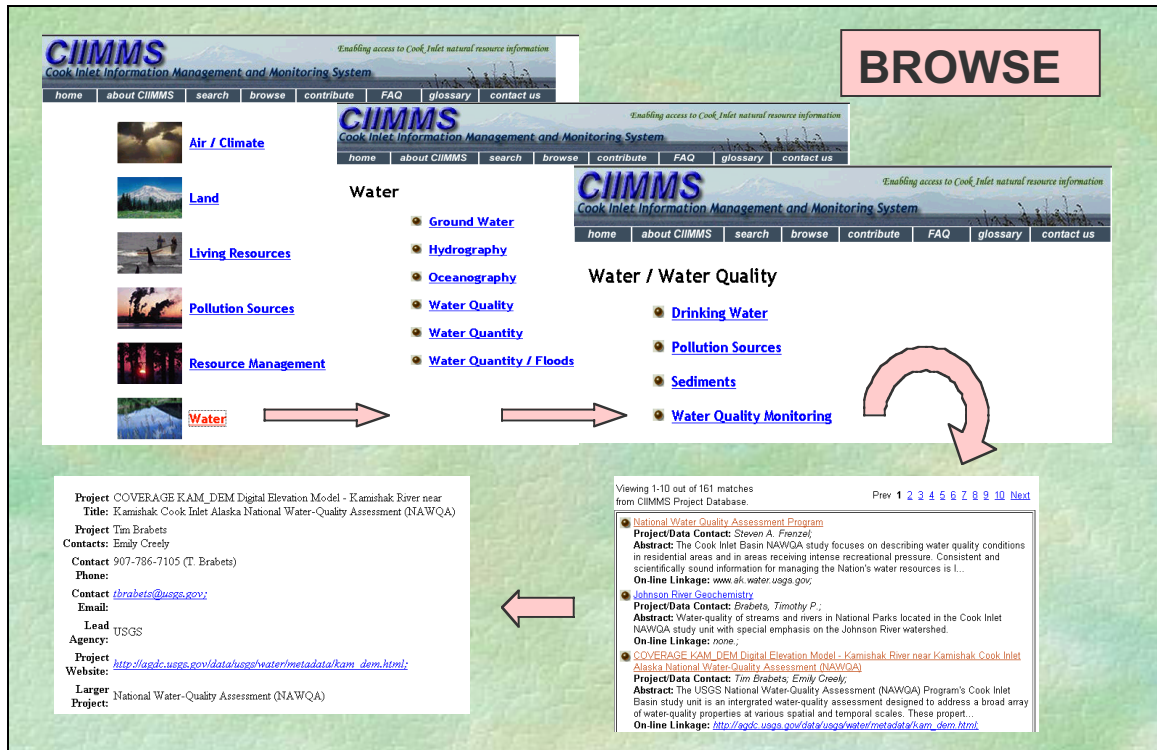 BROWSE
CIIMMS
Enabling access to Cook Inlet natural resource information
Cook Inlet Information Management and Monitoring System
home about CIIMMS search browse contribute FAQ glossary contact us
Air / Climate
Land
Living Resources
Pollution Sources
Resource Management
Water
CIIMMS
Enabling access to Cook Inlet natural resource information
Cook Inlet Information Management and Monitoring System
home about CIIMMS search browse contribute FAQ glossary contact us
Water
Ground Water
Hydrography
Oceanography
Water Quality
Water Quantity
Water Quantity / Floods
CIIMMS
Enabling access to Cook Inlet natural resource information
Cook Inlet Information Management and Monitoring System
home about CIIMMS search browse contribute FAQ glossary contact us
Water / Water Quality
Drinking Water
Pollution Sources
Sediments
Water Quality Monitoring
Viewing 1-10 out of 161 matches
from CIIMMS Project Database.
Prev 1 2 3 4 5 6 7 8 9 10 Next
National Water Quality Assessment Program
Project/Data Contact: Steven A. Frenzel;
Abstract: The Cook Inlet Basin NAWQA study focuses on describing water quality conditions
in residential areas and in areas receiving intense recreational pressure. Consistent and
scientifically sound information for managing the Nation's water resources is l...
On-line Linkage: www.ak.water.usgs.gov;
Johnson River Geochemistry
Project/Data Contact: Brabets, Timothy P.;
Abstract: Water-quality of streams and rivers in National Parks located in the Cook Inlet
NAWQA study unit with special emphasis on the Johnson River watershed.
On-line Linkage: none.;
COVERAGE KAM_DEM Digital Elevation Model - Kamishak River near Kamishak Cook Inlet
Alaska National Water-Quality Assessment (NAWQA)
Project/Data Contact: Tim Brabets; Emily Creely;
Abstract: The USGS National Water-Quality Assessment (NAWQA) Program's Cook Inlet
Basin study unit is an intergrated water-quality assessment designed to address a broad array
of water-quality properties at various spatial and temporal scales. These propert...
On-line Linkage: http://agdc.usgs.gov/data/usgs/water/metadata/kam_dem.html;
Project Title: COVERAGE KAM_DEM Digital Elevation Model - Kamishak River near
Kamishak Cook Inlet Alaska National Water-Quality Assessment (NAWQA)
Project Contacts: Tim Brabets
Emily Creely
Contact Phone: 907-786-7105 (T. Brabets)
Contact Email: tbrabets@usgs.gov;
Lead Agency: USGS
Project Website: http://agdc.usgs.gov/data/usgs/water/metadata/kam_dem.html;
Larger Project: National Water-Quality Assessment (NAWQA)